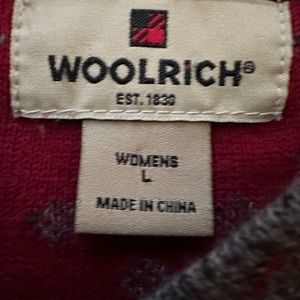 WOOLRICH®
EST. 1830
WOMENS
L
MADE IN CHINA